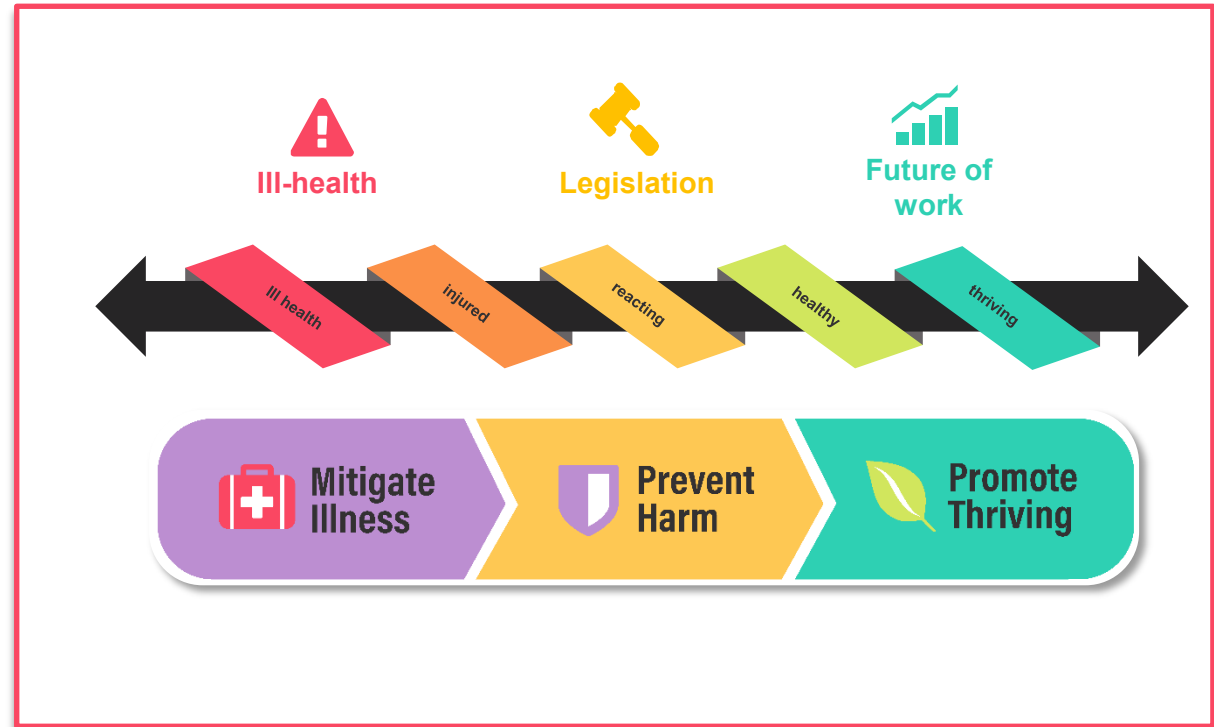 Ill-health
Legislation
Future of
work
Ill health
injured
reacting
healthy
thriving
Mitigate
Illness
Prevent
Harm
Promote
Thriving